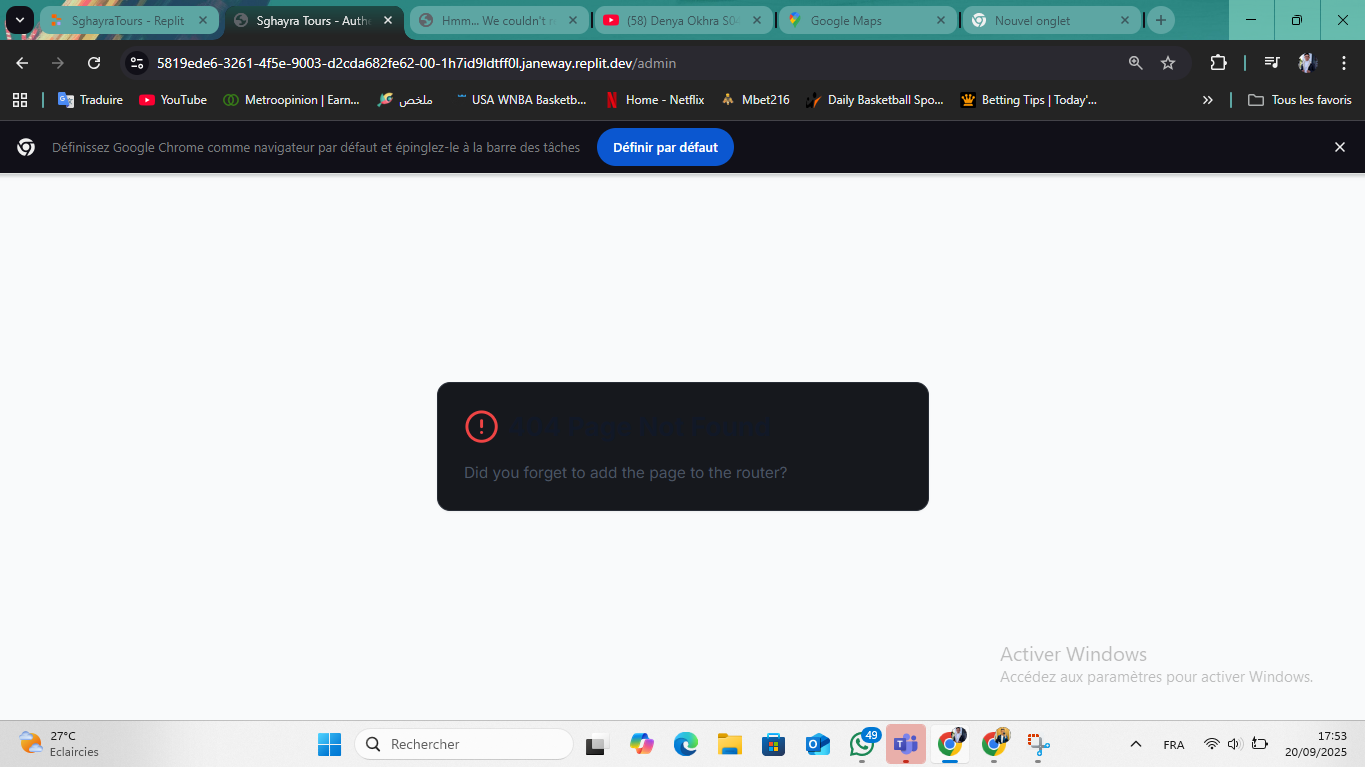 SghayraTours - Replit
Sghayra Tours - Authe
Hmm... We couldn't r
(58) Denya Okhra S0
Google Maps
Nouvel onglet
5819ede6-3261-4f5e-9003-d2cda682fe62-00-1h7id9ldtff0l.janeway.replit.dev/admin
Traduire
YouTube
Metroopinion | Earn...
ملخص
USA WNBA Basketb...
Home - Netflix
Mbet216
Daily Basketball Spo...
Betting Tips | Today'...
Tous les favoris
Définissez Google Chrome comme navigateur par défaut et épinglez-le à la barre des tâches
Définir par défaut
404 Page Not Found
Did you forget to add the page to the router?
Activer Windows
Accédez aux paramètres pour activer Windows.
27°C
Eclaircies
Rechercher
49
FRA
17:53
20/09/2025